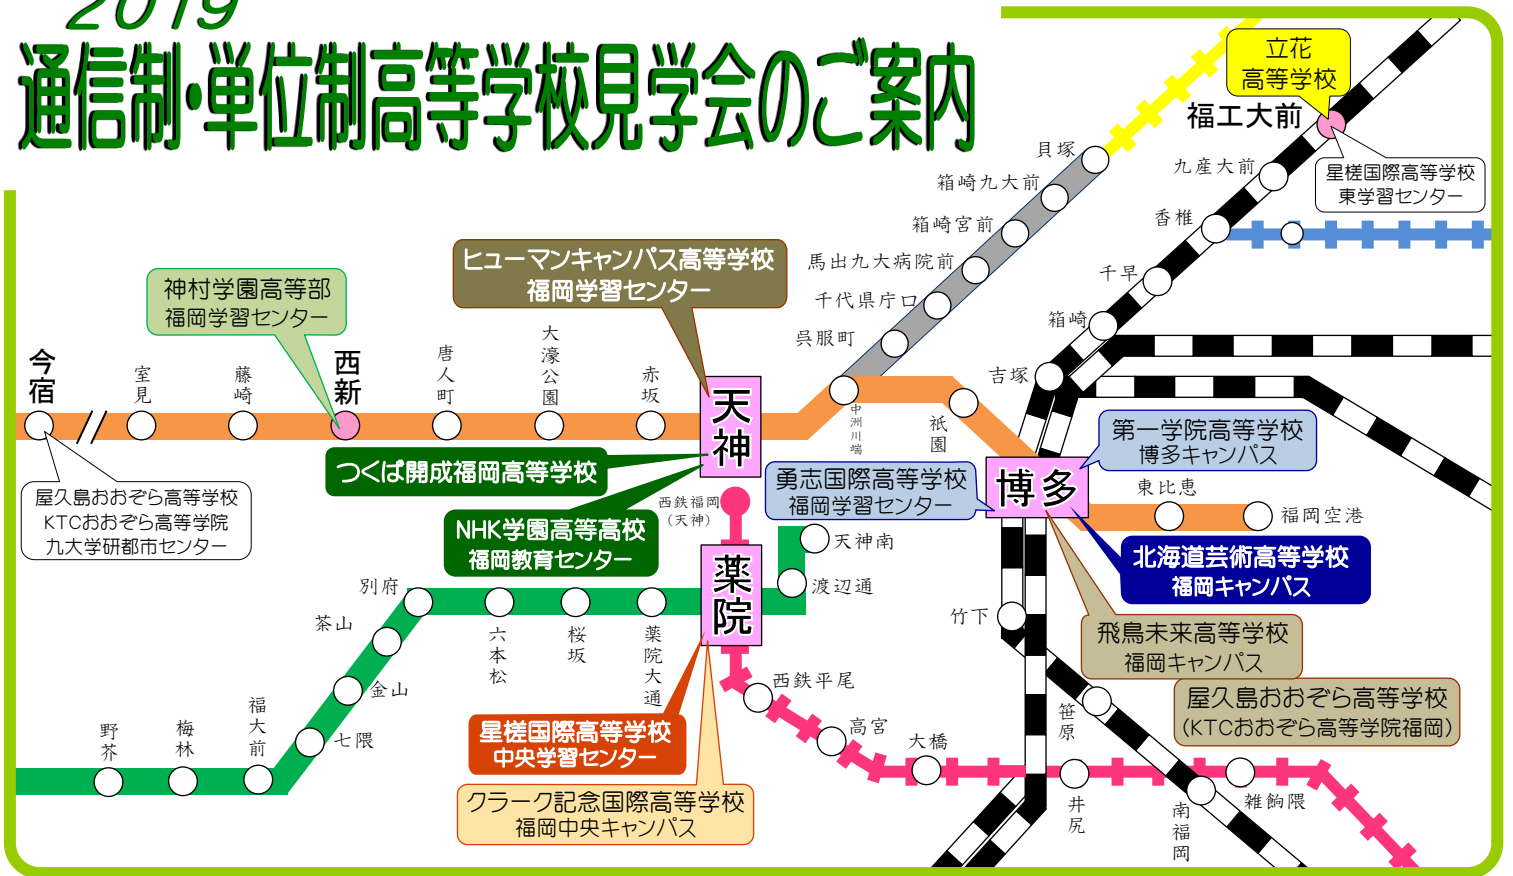 2019
通信制・単位制高等学校見学会のご案内
立花
高等学校
福工大前
星槎国際高等学校
東学習センター
九産大前
香椎
千早
箱崎
吉塚
貝塚
箱崎九大前
箱崎宮前
馬出九大病院前
千代県庁口
呉服町
中洲川端
祇園
ヒューマンキャンパス高等学校
福岡学習センター
神村学園高等部
福岡学習センター
今宿
室見
藤崎
西新
唐人町
大濠公園
赤坂
天神
つくば開成福岡高等学校
NHK学園高等高校
福岡教育センター
屋久島おおぞら高等学校
KTCおおぞら高等学院
九大学研都市センター
西鉄福岡
(天神)
勇志国際高等学校
福岡学習センター
第一学院高等学校
博多キャンパス
博多
東比恵
福岡空港
北海道芸術高等学校
福岡キャンパス
天神南
渡辺通
薬院
別府
茶山
金山
七隈
福大前
梅林
野芥
六本松
桜坂
薬院大通
竹下
飛鳥未来高等学校
福岡キャンパス
屋久島おおぞら高等学校
(KTCおおぞら高等学院福岡)
笹原
西鉄平尾
高宮
大橋
井尻
南福岡
雑餉隈
星槎国際高等学校
中央学習センター
クラーク記念国際高等学校
福岡中央キャンパス